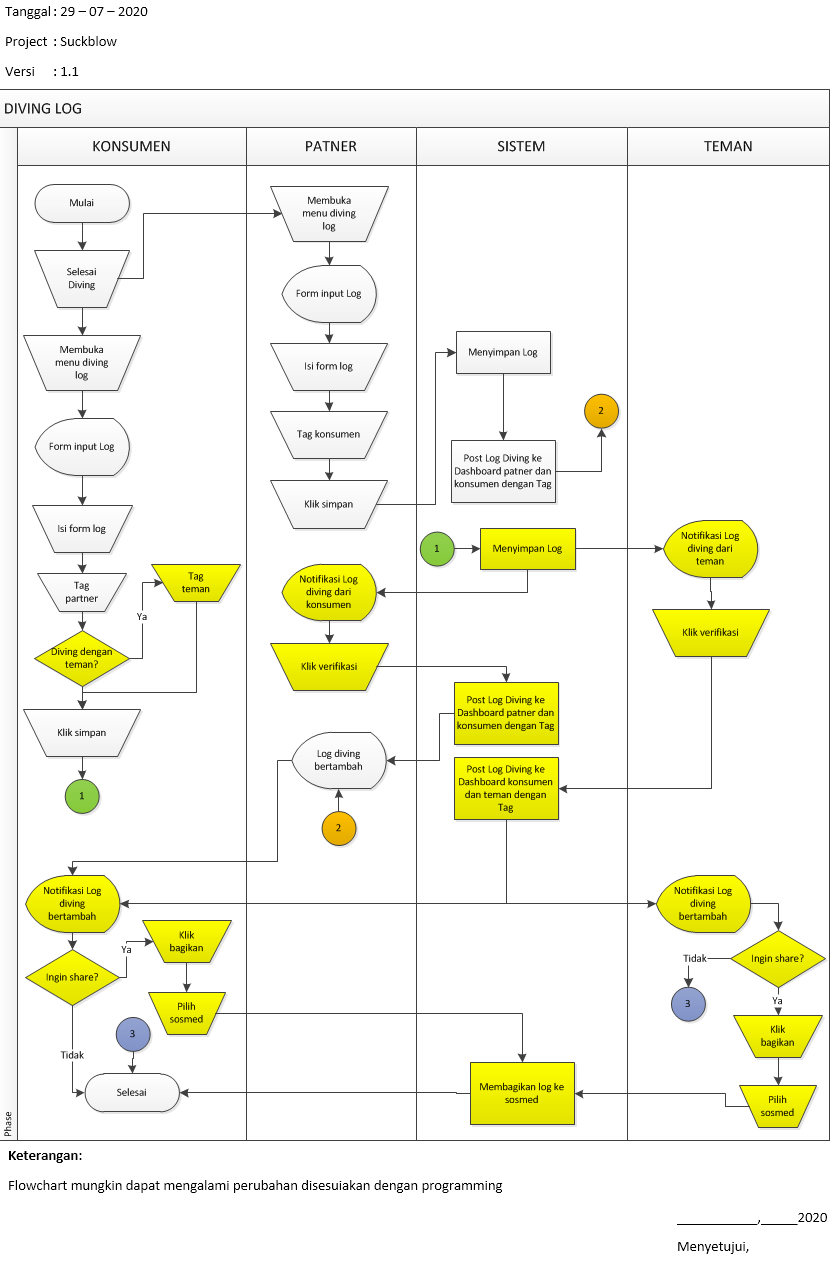 Tanggal : 29 – 07 – 2020
Project : Suckblow
Versi : 1.1
DIVING LOG
KONSUMEN
PATNER
SISTEM
TEMAN
Mulai
Selesai
Diving
Membuka
menu diving
log
Form input Log
Isi form log
Tag
partner
Tag
teman
Ya
Diving dengan
teman?
Klik simpan
1
Membuka
menu diving
log
Form input Log
Isi form log
Tag konsumen
Klik simpan
Menyimpan Log
2
Post Log Diving ke
Dashboard patner dan
konsumen dengan Tag
1
Menyimpan Log
Notifikasi Log
diving dari
teman
Notifikasi Log
diving dari
konsumen
Klik verifikasi
Klik verifikasi
Post Log Diving ke
Dashboard patner dan
konsumen dengan Tag
Log diving
bertambah
2
Post Log Diving ke
Dashboard konsumen
dan teman dengan
Tag
Notifikasi Log
diving
bertambah
Ingin share?
Ya
Klik
bagikan
Pilih
sosmed
3
Tidak
Selesai
Membagikan log ke
sosmed
Notifikasi Log
diving
bertambah
Ingin share?
Tidak
3
Ya
Klik
bagikan
Pilih
sosmed
Phase
Keterangan:
Flowchart mungkin dapat mengalami perubahan disesuiakan dengan programming
___________,_____2020
Menyetujui,